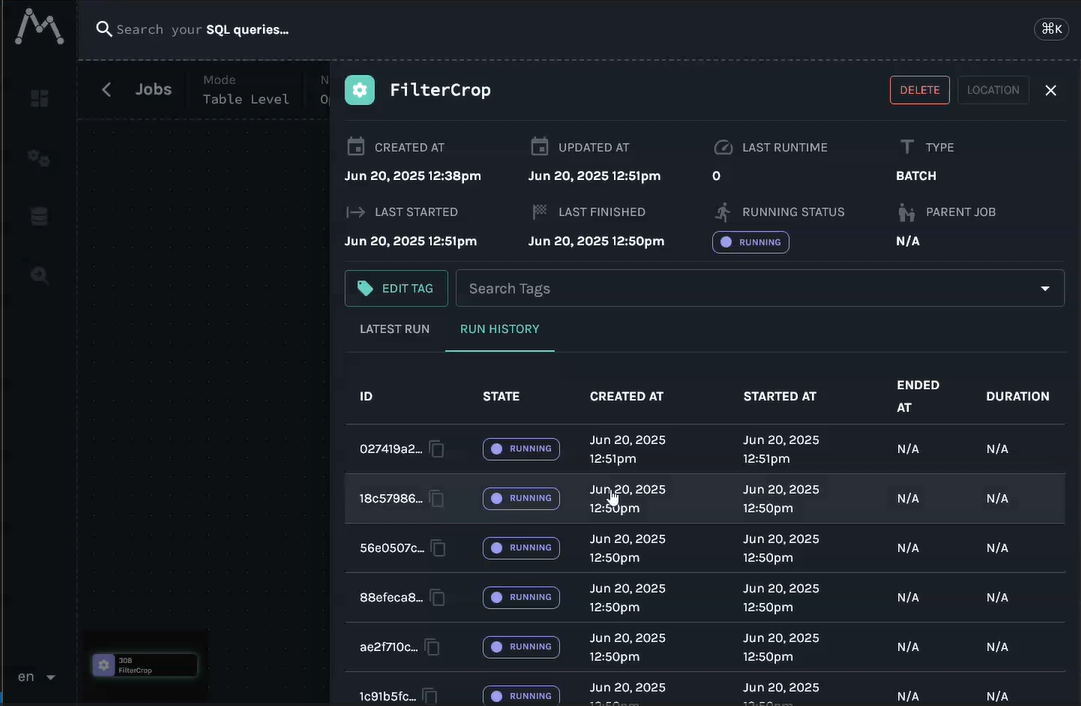 Search your SQL queries...
⌘K
Jobs
Mode
Table Level
N
FilterCrop
DELETE
LOCATION
CREATED AT
UPDATED AT
LAST RUNTIME
TYPE
Jun 20, 2025 12:38pm
Jun 20, 2025 12:51pm
0
BATCH
LAST STARTED
LAST FINISHED
RUNNING STATUS
PARENT JOB
Jun 20, 2025 12:51pm
Jun 20, 2025 12:50pm
RUNNING
N/A
EDIT TAG
Search Tags
LATEST RUN
RUN HISTORY
ID
STATE
CREATED AT
STARTED AT
ENDED
AT
DURATION
027419a2...
RUNNING
Jun 20, 2025
12:51pm
Jun 20, 2025
12:51pm
N/A
N/A
18c57986...
RUNNING
Jun 20, 2025
12:50pm
Jun 20, 2025
12:50pm
N/A
N/A
56e0507c...
RUNNING
Jun 20, 2025
12:50pm
Jun 20, 2025
12:50pm
N/A
N/A
88efeca8...
RUNNING
Jun 20, 2025
12:50pm
Jun 20, 2025
12:50pm
N/A
N/A
ae2f710c...
RUNNING
Jun 20, 2025
12:50pm
Jun 20, 2025
12:50pm
N/A
N/A
1c91b5fc...
RUNNING
Jun 20, 2025
Jun 20, 2025
N/A
N/A
JOB
FilterCrop
en